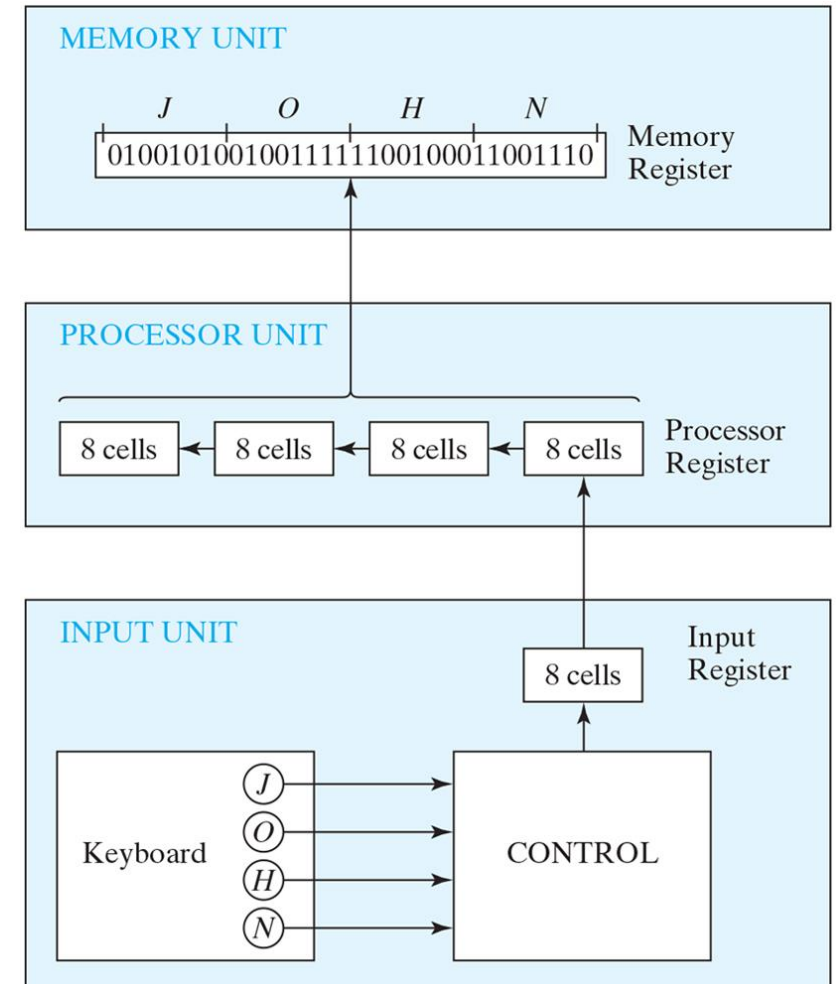 MEMORY UNIT
J O H N
01001010010011111100100011001110
Memory
Register
PROCESSOR UNIT
8 cells 8 cells 8 cells 8 cells
Processor
Register
INPUT UNIT
Input
Register
8 cells
J
O
H
N
Keyboard
CONTROL